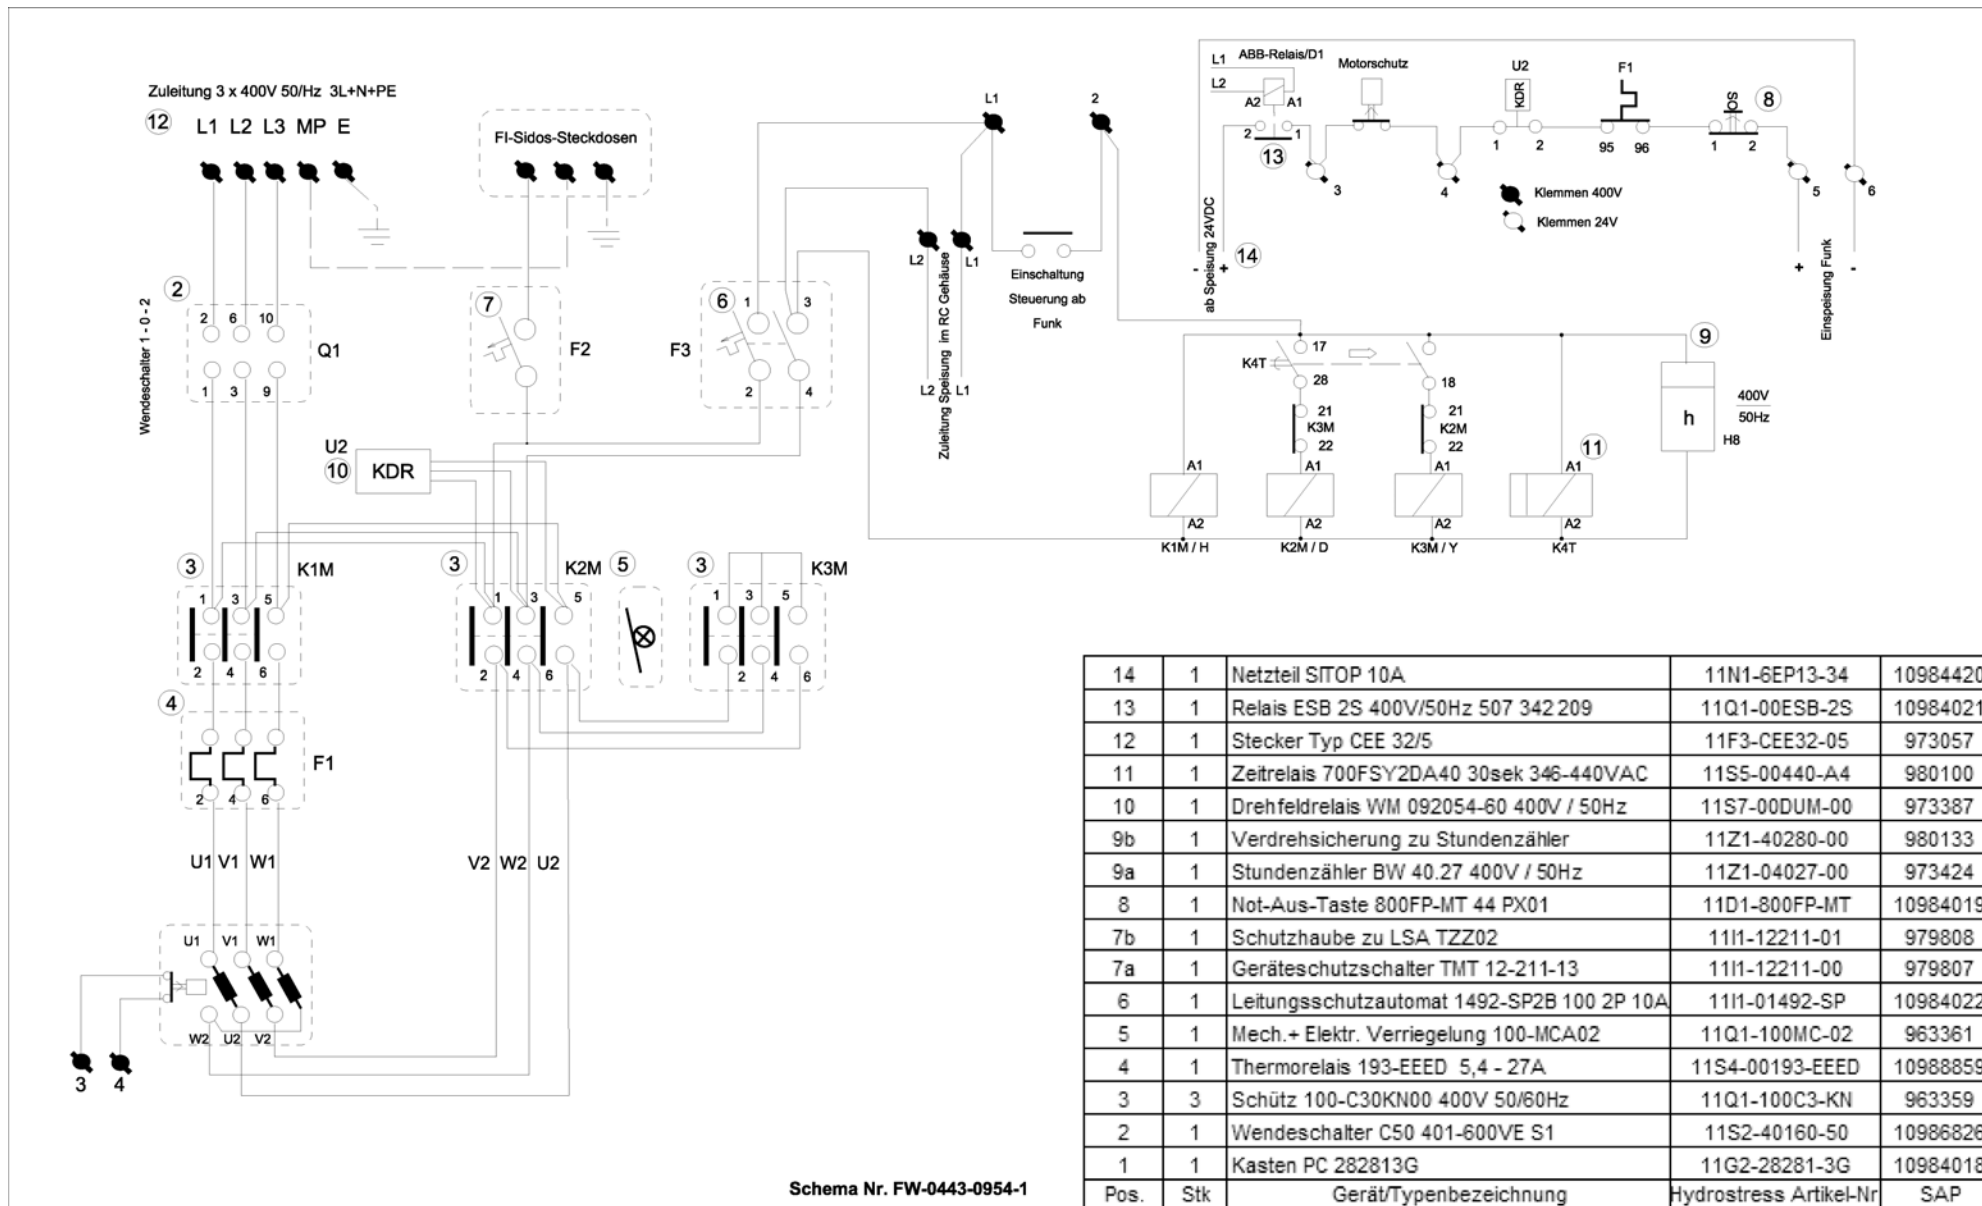 Zuleitung 3 x 400V 50/Hz 3L+N+PE
12 L1 L2 L3 MP E
FI-Sidos-Steckdosen
Wendeschalter 1 - 0 - 2
2
2 6 10
Q1
1 3 9
7
F2
6
1 3
F3
2 4
L2 L1
L2 L1
Zuleitung Speisung im RC Gehäuse
L1 2
Einschaltung
Steuerung ab
Funk
L1
L2
ABB-Relais/D1
A2 A1
2 1
13
Motorschutz
U2
KDR
1 2
F1
95 96
SO
8
1 2
3
4
5
6
Klemmen 400V
Klemmen 24V
ab Speisung 24VDC
- +
14
+ -
Einspeisung Funk
K4T
17
28
18
21
K3M
22
21
K2M
22
9
400V
50Hz
h
H8
11
A1 A1 A1 A1
A2 A2 A2 A2
K1M / H K2M / D K3M / Y K4T
U2
10
KDR
3
K1M
1 3 5
2 4 6
3
K2M
1 3 5
2 4 6
5
3
K3M
1 3 5
2 4 6
4
F1
2 4 6
U1 V1 W1
V2 W2 U2
U1 V1 W1
W2 U2 V2
3 4
14 1 Netzteil SITOP 10A 11N1-6EP13-34 10984420
13 1 Relais ESB 2S 400V/50Hz 507 342 209 11Q1-00ESB-2S 10984021
12 1 Stecker Typ CEE 32/5 11F3-CEE32-05 973057
11 1 Zeitrelais 700FSY2DA40 30sek 346-440VAC 11S5-00440-A4 980100
10 1 Drehfeldrelais WM 092054-60 400V / 50Hz 11S7-00DUM-00 973387
9b 1 Verdrehsicherung zu Stundenzähler 11Z1-40280-00 980133
9a 1 Stundenzähler BW 40.27 400V / 50Hz 11Z1-04027-00 973424
8 1 Not-Aus-Taste 800FP-MT 44 PX01 11D1-800FP-MT 10984019
7b 1 Schutzhaube zu LSA TZZ02 11I1-12211-01 979808
7a 1 Geräteschutzschalter TMT 12-211-13 11I1-12211-00 979807
6 1 Leitungsschutzautomat 1492-SP2B 100 2P 10A 11I1-01492-SP 10984022
5 1 Mech.+ Elektr. Verriegelung 100-MCA02 11Q1-100MC-02 963361
4 1 Thermorelais 193-EEED 5,4 - 27A 11S4-00193-EEED 10988859
3 3 Schütz 100-C30KN00 400V 50/60Hz 11Q1-100C3-KN 963359
2 1 Wendeschalter C50 401-600VE S1 11S2-40160-50 10986826
1 1 Kasten PC 282813G 11G2-28281-3G 10984018
Pos. Stk Gerät/Typenbezeichnung Hydrostress Artikel-Nr SAP
Schema Nr. FW-0443-0954-1